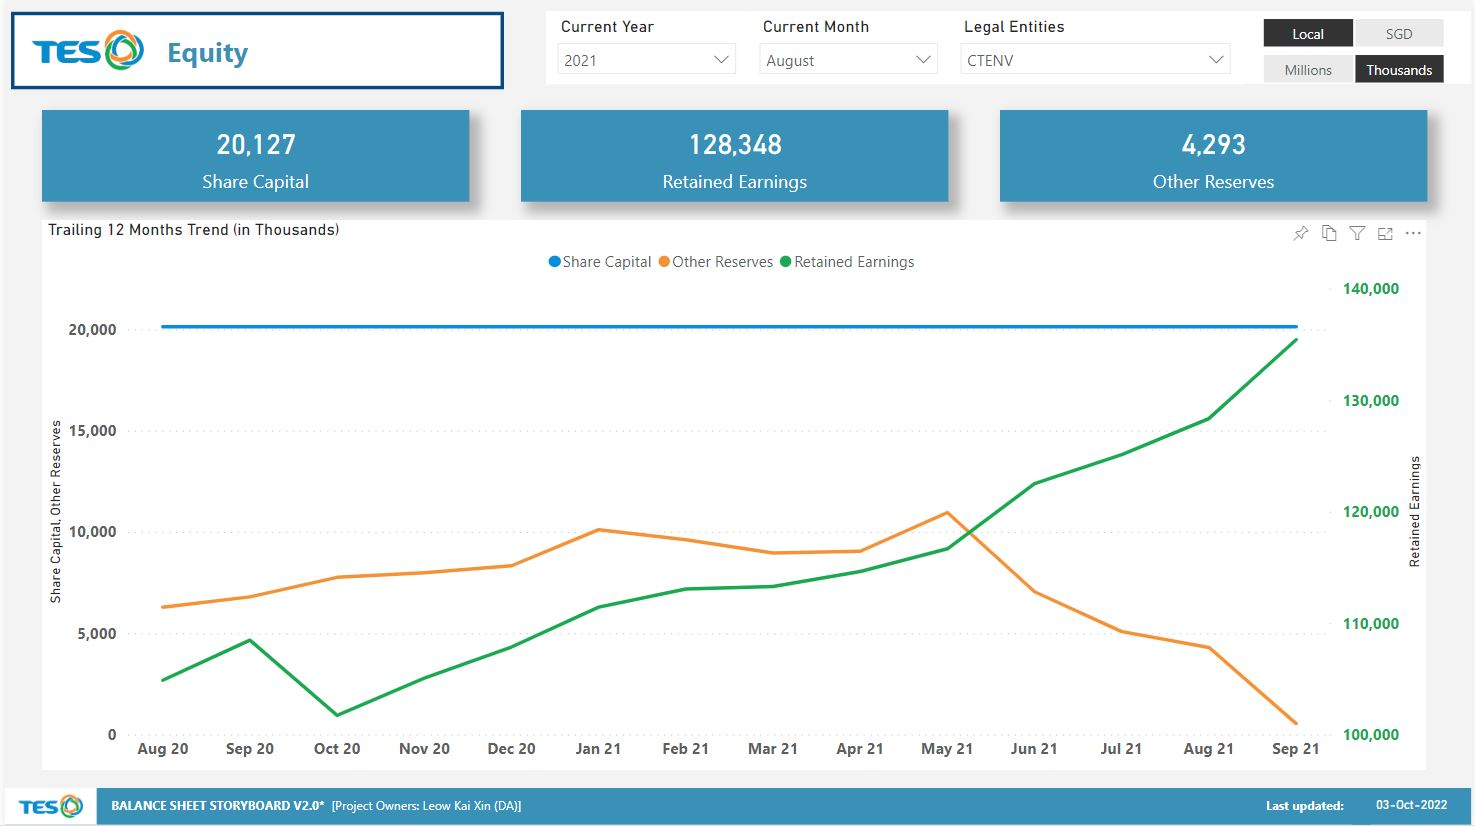 TES Equity
Current Year
2021
Current Month
August
Legal Entities
CTENV
Local
SGD
Millions
Thousands
20,127
Share Capital
128,348
Retained Earnings
4,293
Other Reserves
Trailing 12 Months Trend (in Thousands)
Share Capital Other Reserves Retained Earnings
Share Capital, Other Reserves
20,000
15,000
10,000
5,000
0
140,000
130,000
120,000
110,000
100,000
Retained Earnings
Aug 20 Sep 20 Oct 20 Nov 20 Dec 20 Jan 21 Feb 21 Mar 21 Apr 21 May 21 Jun 21 Jul 21 Aug 21 Sep 21
TES BALANCE SHEET STORYBOARD V2.0* [Project Owners: Leow Kai Xin (DA)] Last updated: 03-Oct-2022